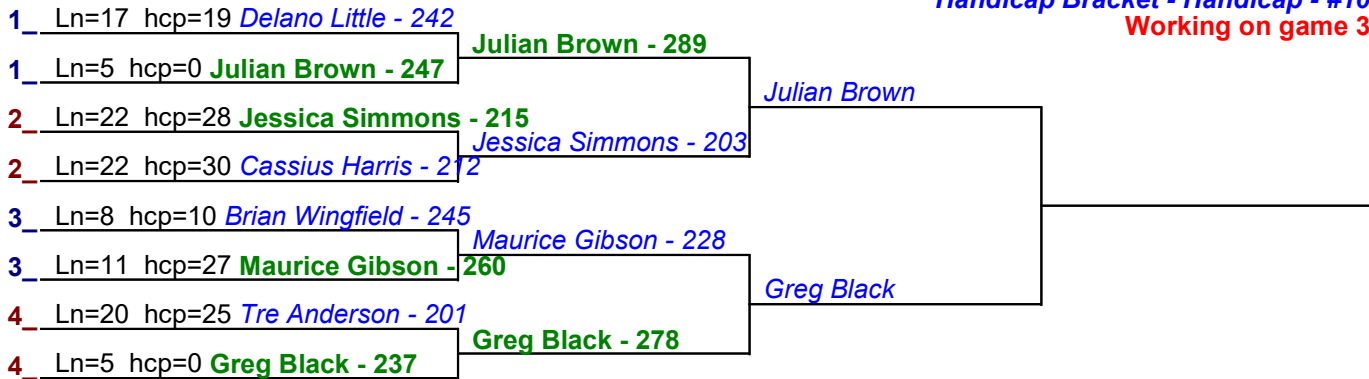 Handicap Bracket - Handicap - #10
Working on game 3
1_ Ln=17 hcp=19 Delano Little - 242
1_ Ln=5 hcp=0 Julian Brown - 247
2_ Ln=22 hcp=28 Jessica Simmons - 215
2_ Ln=22 hcp=30 Cassius Harris - 212
3_ Ln=8 hcp=10 Brian Wingfield - 245
3_ Ln=11 hcp=27 Maurice Gibson - 260
4_ Ln=20 hcp=25 Tre Anderson - 201
4_ Ln=5 hcp=0 Greg Black - 237
Julian Brown - 289
Jessica Simmons - 203
Maurice Gibson - 228
Greg Black - 278
Julian Brown
Greg Black